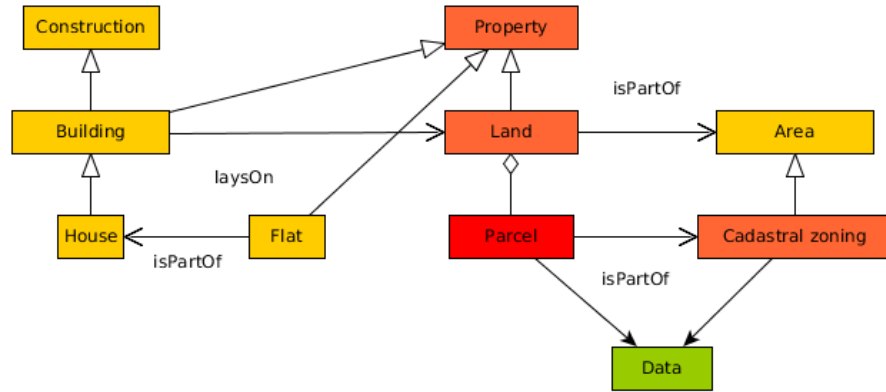 Construction
Property
isPartOf
Building
Land
Area
laysOn
House
Flat
Parcel
Cadastral zoning
isPartOf
isPartOf
Data